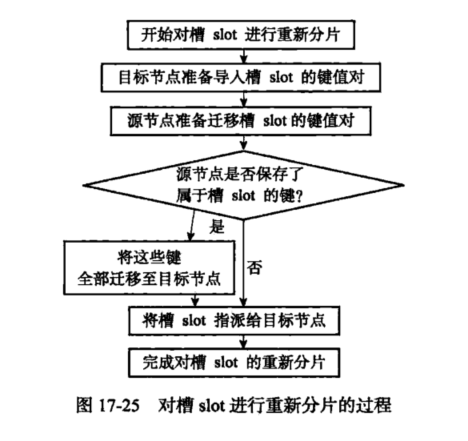 开始对槽 slot 进行重新分片
目标节点准备导入槽 slot 的键值对
源节点准备迁移槽 slot的键值对
源节点是否保存了
属于槽 slot 的键?
是
将这些键
全部迁移至目标节点
否
将槽 slot 指派给目标节点
完成对槽 slot 的重新分片
图 17-25 对槽 slot 进行重新分片的过程